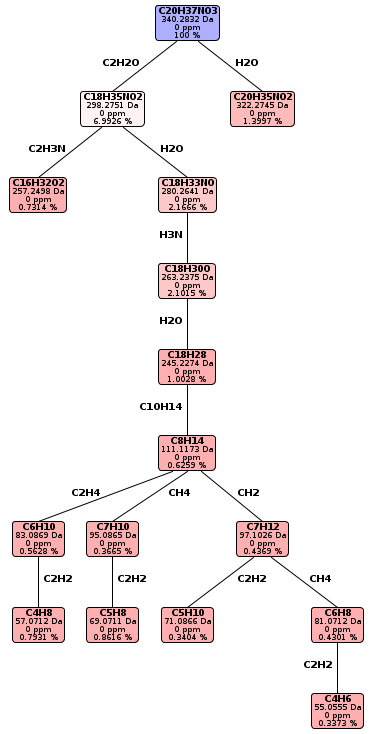 C20H37NO3
340.2832 Da
0 ppm
100 %
C2H2O
H2O
C18H35NO2
298.2751 Da
0 ppm
6.9926 %
C20H35NO2
322.2745 Da
0 ppm
1.3997 %
C2H3N
H2O
C16H32O2
257.2498 Da
0 ppm
0.7314 %
C18H33NO
280.2641 Da
0 ppm
2.1666 %
H3N
C18H30O
263.2375 Da
0 ppm
2.1015 %
H2O
C18H28
245.2274 Da
0 ppm
1.0028 %
C10H14
C8H14
111.1173 Da
0 ppm
0.6259 %
C2H4
CH4
CH2
C6H10
83.0869 Da
0 ppm
0.5628 %
C7H10
95.0865 Da
0 ppm
0.3665 %
C7H12
97.1026 Da
0 ppm
0.4369 %
C2H2
C2H2
C2H2
CH4
C4H8
57.0712 Da
0 ppm
0.7931 %
C5H8
69.0711 Da
0 ppm
0.8616 %
C5H10
71.0866 Da
0 ppm
0.3404 %
C6H8
81.0712 Da
0 ppm
0.4301 %
C2H2
C4H6
55.0555 Da
0 ppm
0.3373 %